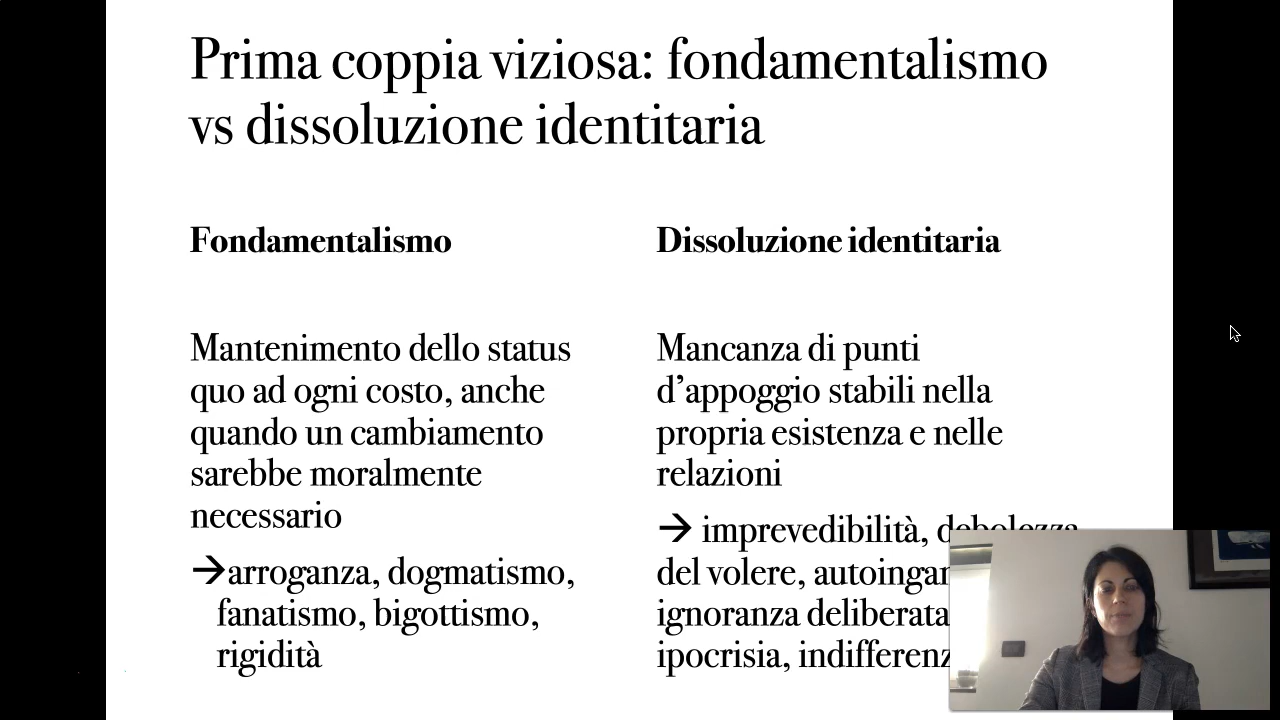 Prima coppia viziosa: fondamentalismo
vs dissoluzione identitaria
Fondamentalismo
Mantenimento dello status
quo ad ogni costo, anche
quando un cambiamento
sarebbe moralmente
necessario
→arroganza, dogmatismo,
fanatismo, bigottismo,
rigidità
Dissoluzione identitaria
Mancanza di punti
d’appoggio stabili nella
propria esistenza e nelle
relazioni
→ imprevedibilità, debolezza
del volere,
ignoranza deliberata
ipocrisia,